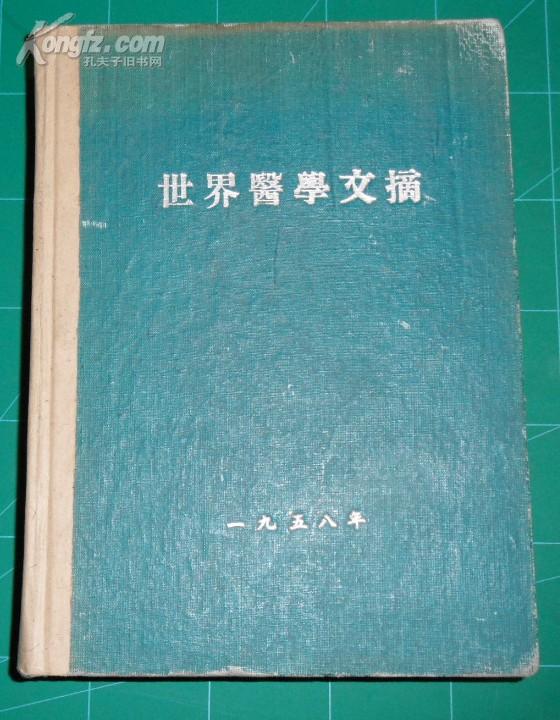 Kongfz.com
孔夫子旧书网
世界醫學文摘
一九五八年